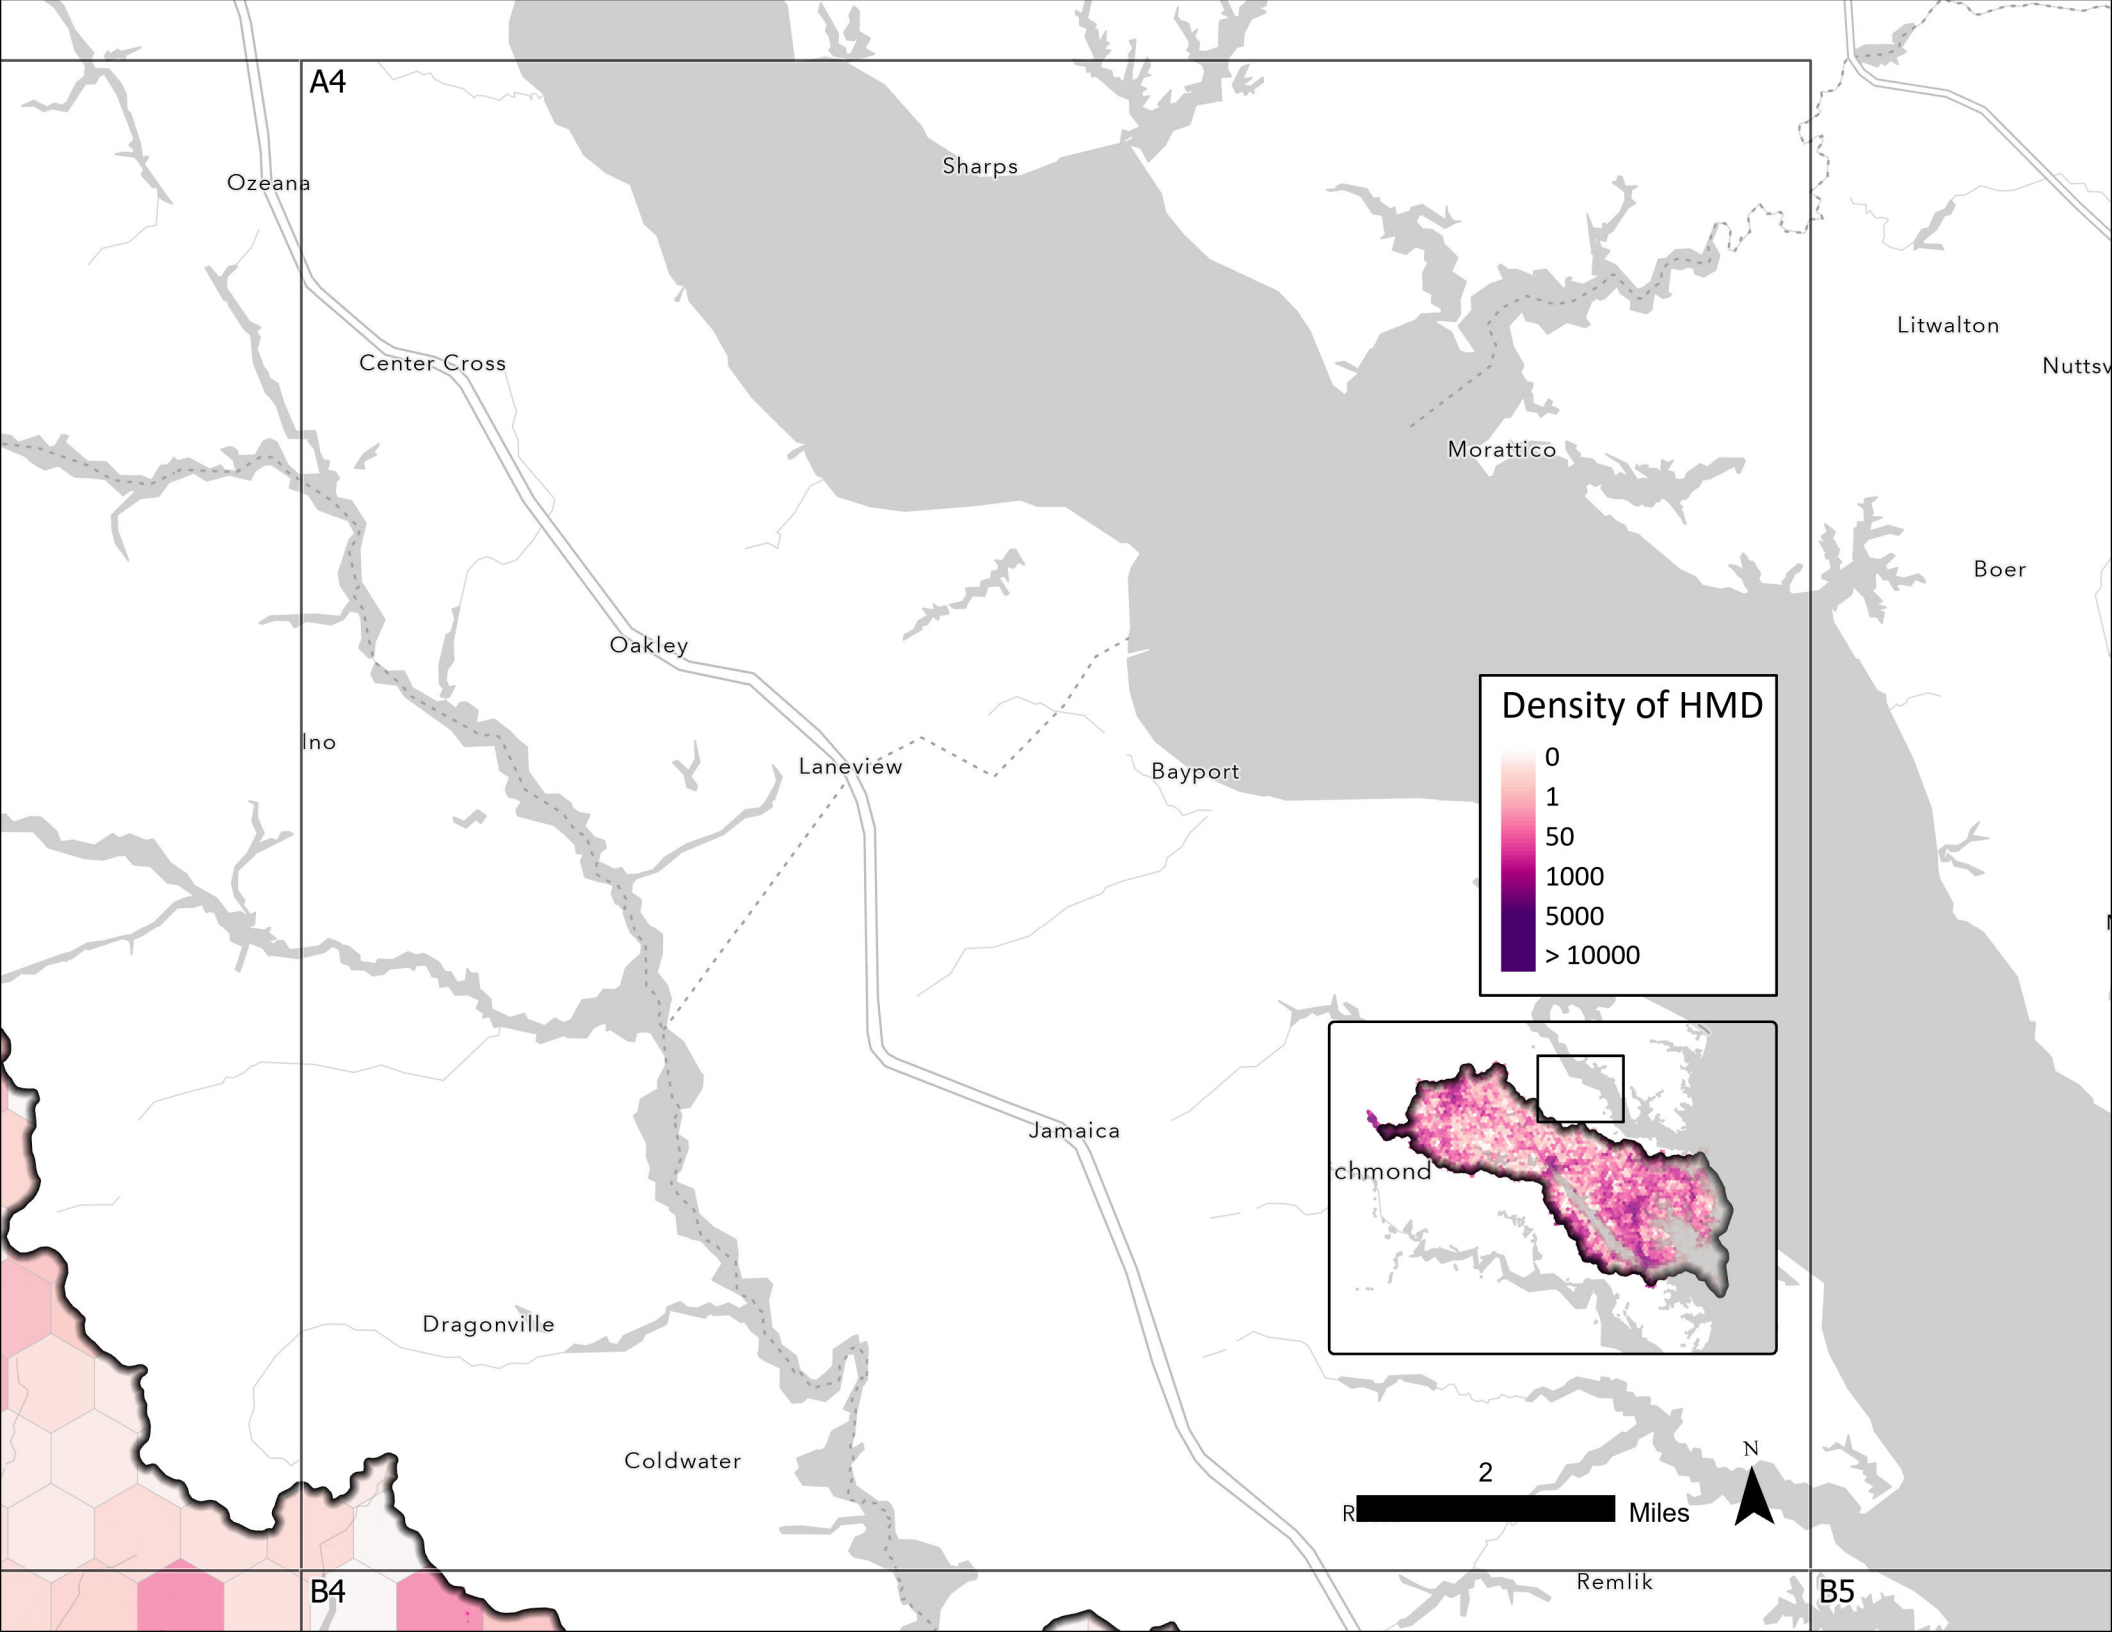 A4
Sharps
Ozeana
Litwalton
Center Cross
Nuttsv
Morattico
Boer
Oakley
Ino
Laneview
Bayport
Density of HMD
0
1
50
1000
5000
> 10000
Jamaica
chmond
Dragonville
Coldwater
N
2
R
Miles
B4
Remlik
B5